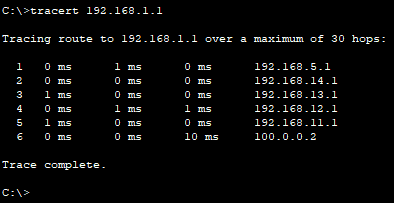 C:\>tracert 192.168.1.1
Tracing route to 192.168.1.1 over a maximum of 30 hops:
1 0 ms 1 ms 0 ms 192.168.5.1
2 0 ms 0 ms 0 ms 192.168.14.1
3 1 ms 0 ms 0 ms 192.168.13.1
4 0 ms 1 ms 1 ms 192.168.12.1
5 1 ms 0 ms 0 ms 192.168.11.1
6 0 ms 0 ms 10 ms 100.0.0.2
Trace complete.
C:\>